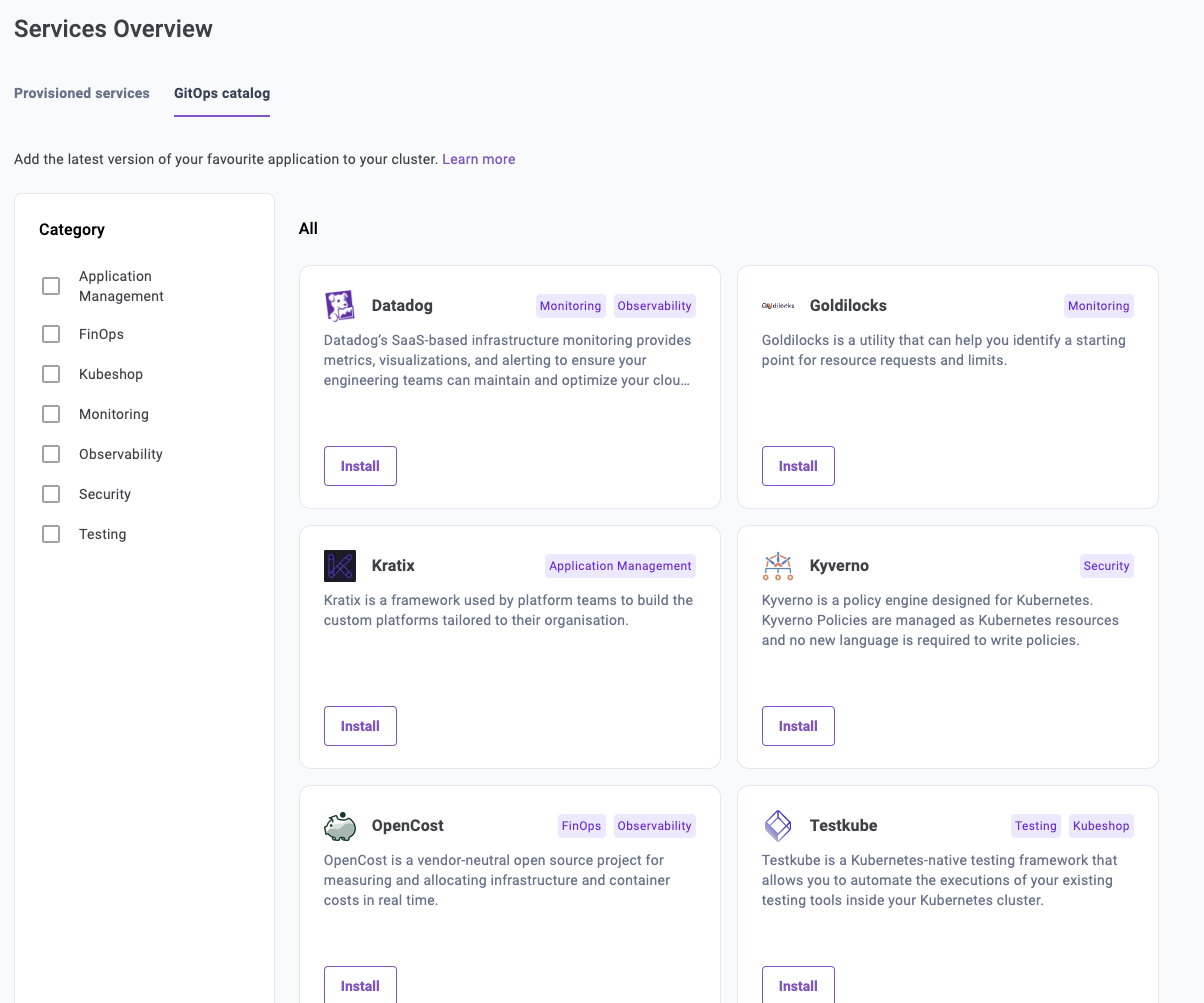 Services Overview
Provisioned services
GitOps catalog
Add the latest version of your favourite application to your cluster. Learn more
Category
Application
Management
FinOps
Kubeshop
Monitoring
Observability
Security
Testing
All
Datadog
Monitoring
Observability
Datadog's SaaS-based infrastructure monitoring provides
metrics, visualizations, and alerting to ensure your
engineering teams can maintain and optimize your clou...
Install
Goldilocks
Goldilocks
Monitoring
Goldilocks is a utility that can help you identify a starting
point for resource requests and limits.
Install
Kratix
Application Management
Kratix is a framework used by platform teams to build the
custom platforms tailored to their organisation.
Install
Kyverno
Security
Kyverno is a policy engine designed for Kubernetes.
Kyverno Policies are managed as Kubernetes resources
and no new language is required to write policies.
Install
OpenCost
FinOps
Observability
OpenCost is a vendor-neutral open source project for
measuring and allocating infrastructure and container
costs in real time.
Install
Testkube
Testing
Kubeshop
Testkube is a Kubernetes-native testing framework that
allows you to automate the executions of your existing
testing tools inside your Kubernetes cluster.
Install